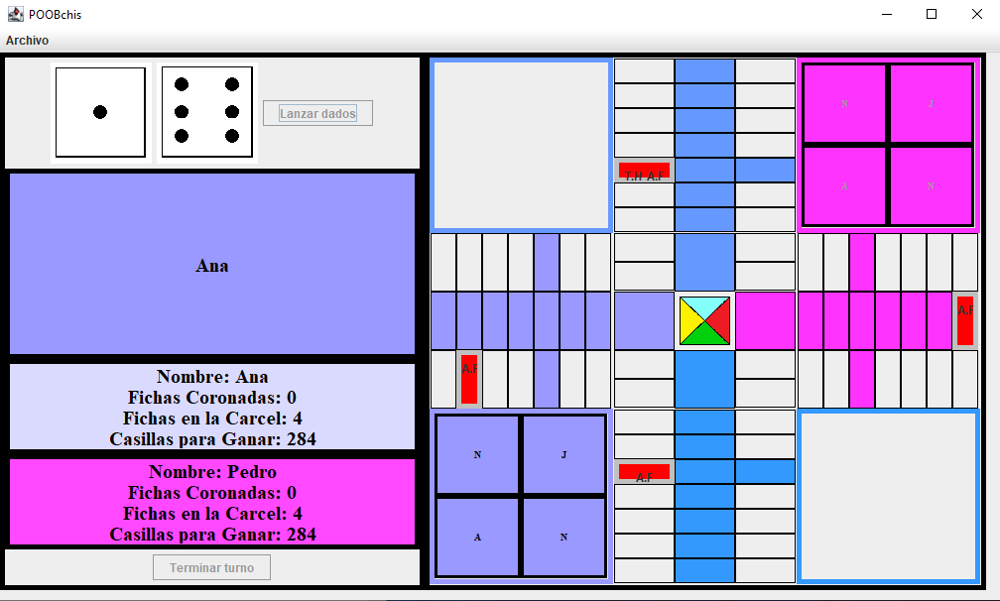 POOBchis
Archivo
Lanzar dados
Ana
Nombre: Ana
Fichas Coronadas: 0
Fichas en la Carcel: 4
Casillas para Ganar: 284
Nombre: Pedro
Fichas Coronadas: 0
Fichas en la Carcel: 4
Casillas para Ganar: 284
Terminar turno
N J
A N
A.F
A.F
A.F
N J
A N